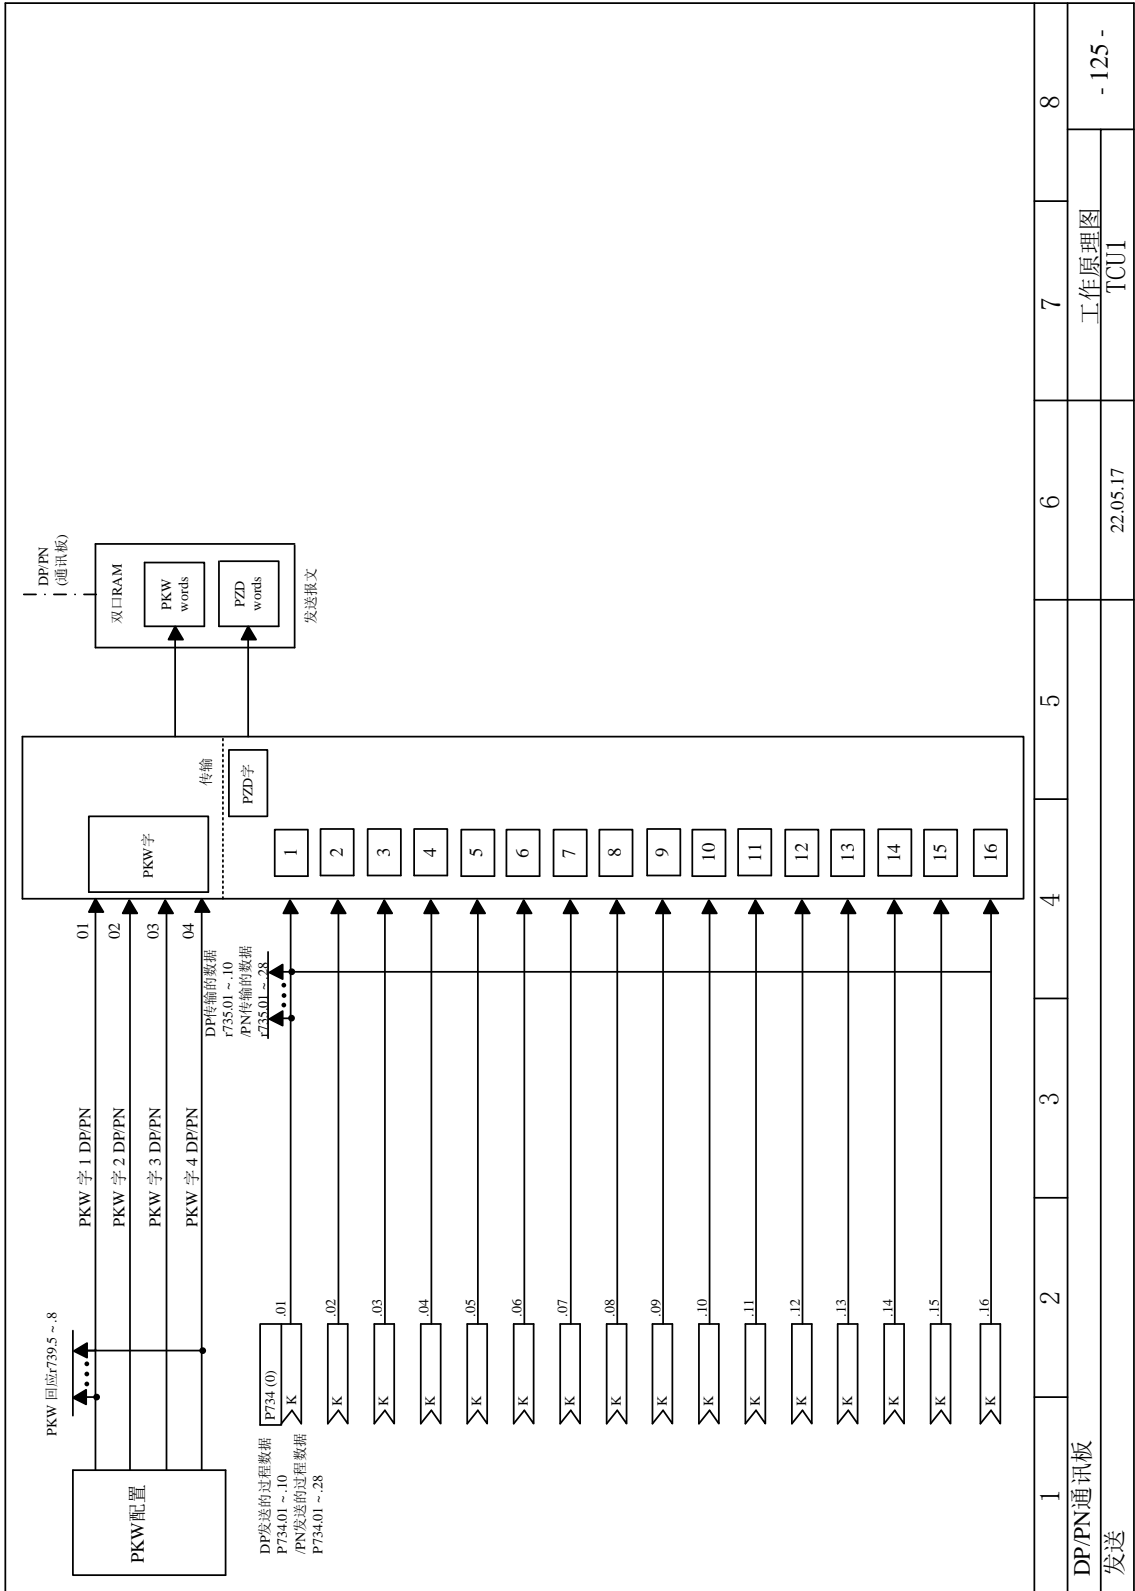 PKW配置
PKW 回应r739.5 ~ .8
PKW 字 1 DP/PN
01
PKW 字 2 DP/PN
02
PKW 字 3 DP/PN
03
PKW 字 4 DP/PN
04
PKW字
传输
PZD字
DP/PN
(通讯板)
双口RAM
PKW
words
PZD
words
发送报文
DP传输的数据
r735.01 ~ .10
/PN传输的数据
r735.01 ~ .28
DP发送的过程数据
P734.01 ~ .10
/PN发送的过程数据
P734.01 ~ .28
P734 (0)
K .01 1
K .02 2
K .03 3
K .04 4
K .05 5
K .06 6
K .07 7
K .08 8
K .09 9
K .10 10
K .11 11
K .12 12
K .13 13
K .14 14
K .15 15
K .16 16
1 2 3 4 5 6 7 8
DP/PN通讯板 工作原理图 - 125 -
发送 22.05.17 TCU1